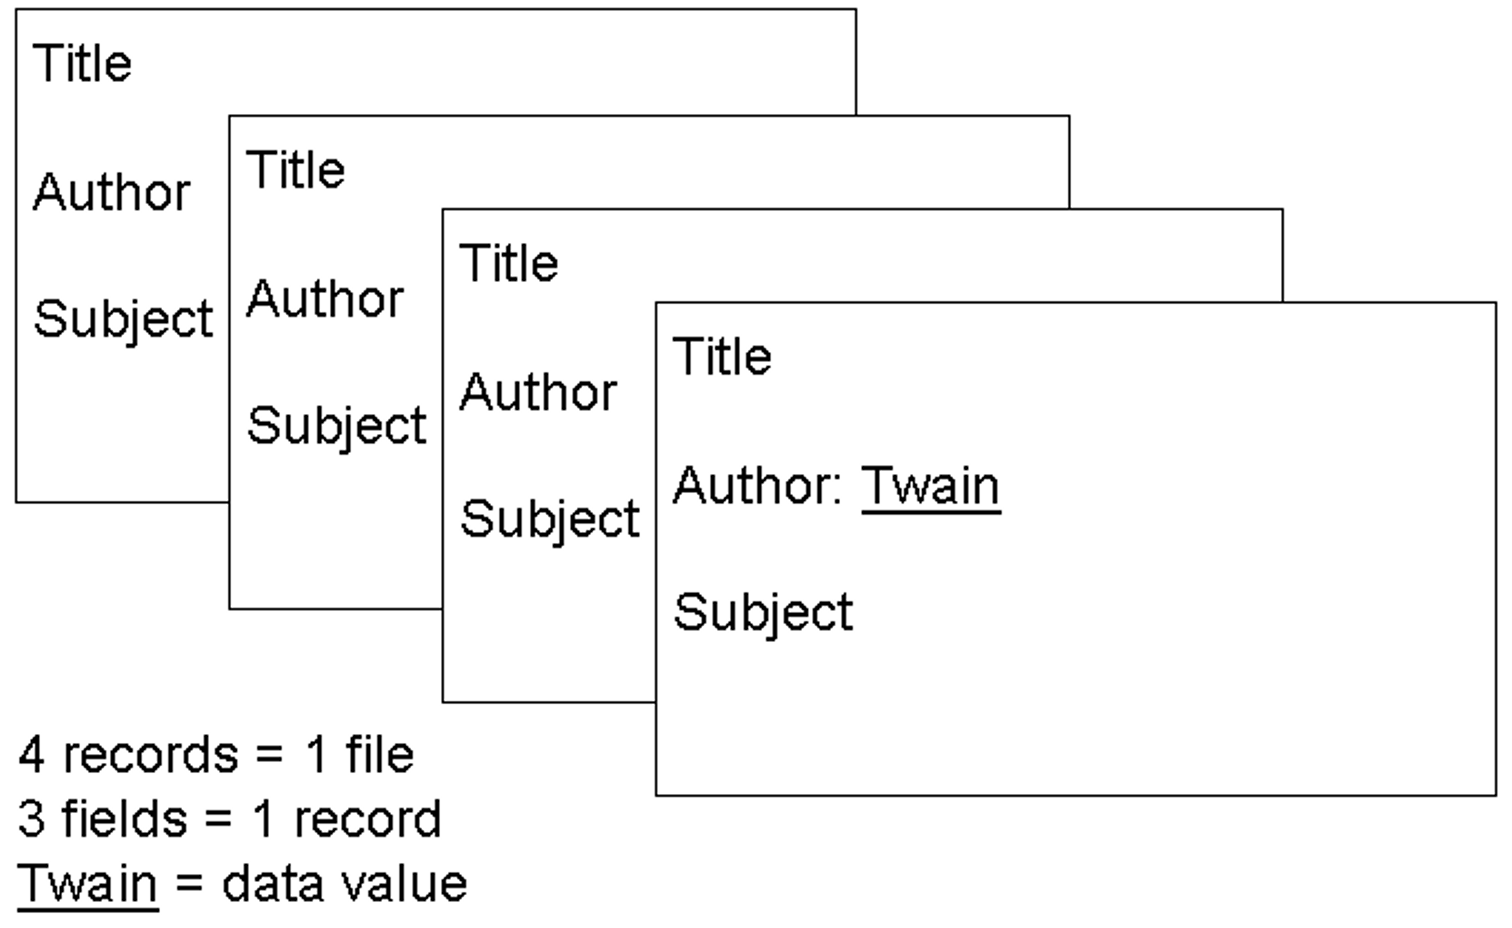 Title
Author
Subject
Title
Author
Subject
Title
Author
Subject
Title
Author: Twain
Subject
4 records = 1 file
3 fields = 1 record
Twain = data value